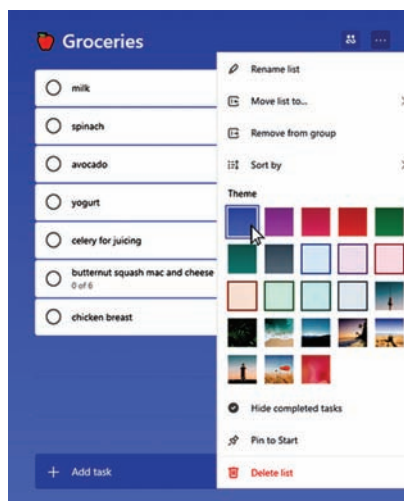 Groceries
milk
spinach
avocado
yogurt
celery for juicing
butternut squash mac and cheese
0 of 6
chicken breast
+ Add task
Rename list
Move list to...
Remove from group
Sort by
Theme
Hide completed tasks
Pin to Start
Delete list